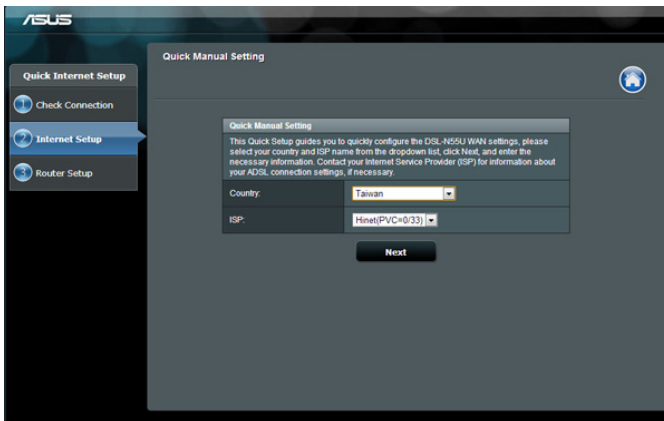 ASUS
Quick Manual Setting
Quick Internet Setup
1 Check Connection
2 Internet Setup
3 Router Setup
Quick Manual Setting
This Quick Setup guides you to quickly configure the DSL-N55U WAN settings, please
select your country and ISP name from the dropdown list, click Next, and enter the
necessary information. Contact your Internet Service Provider (ISP) for information about
your ADSL connection settings, if necessary.
Country: Taiwan
ISP: Hinet(PVC=0/33)
Next